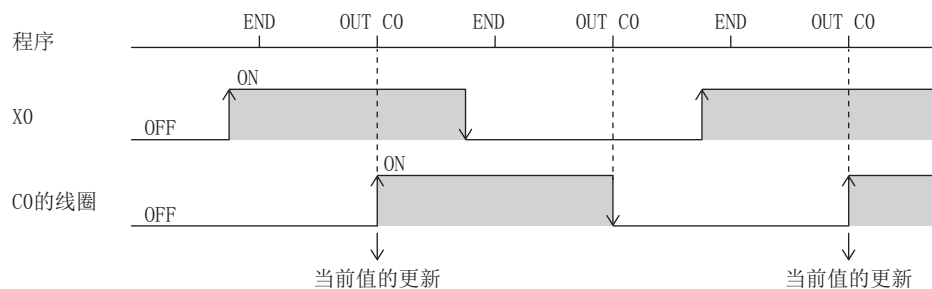 END OUT C0 END OUT C0 END OUT C0
程序
ON
X0
OFF
ON
C0的线圈
OFF
当前值的更新 当前值的更新